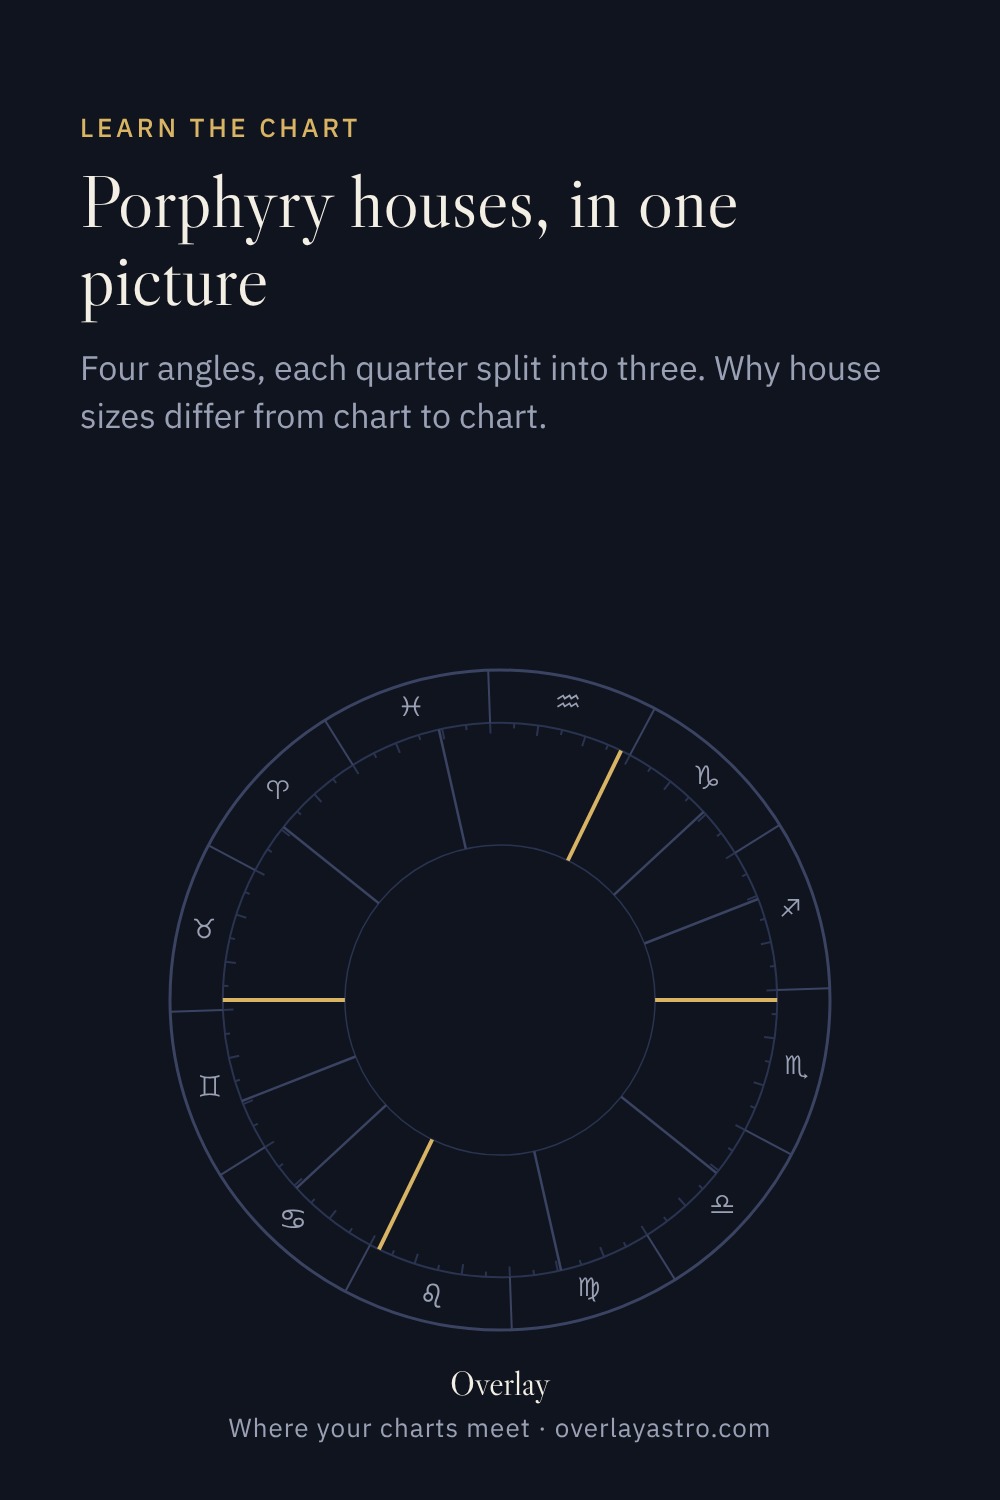 LEARN THE CHART
Porphyry houses, in one
picture
Four angles, each quarter split into three. Why house
sizes differ from chart to chart.
♓ ♒
♈ ♑
♉ ♐
♊ ♏
♋ ♎
♌ ♍
Overlay
Where your charts meet · overlayastro.com